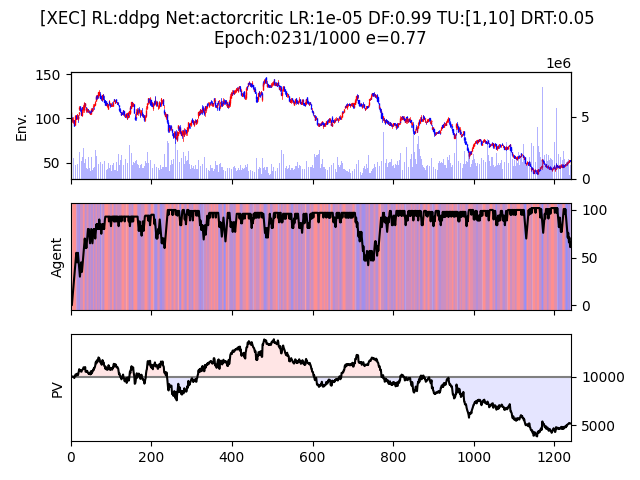 [XEC] RL:ddpg Net:actorcritic LR:1e-05 DF:0.99 TU:[1,10] DRT:0.05
Epoch:0231/1000 e=0.77
1e6
150
100
50
Env.
5
0
Agent
100
50
0
PV
10000
5000
0 200 400 600 800 1000 1200